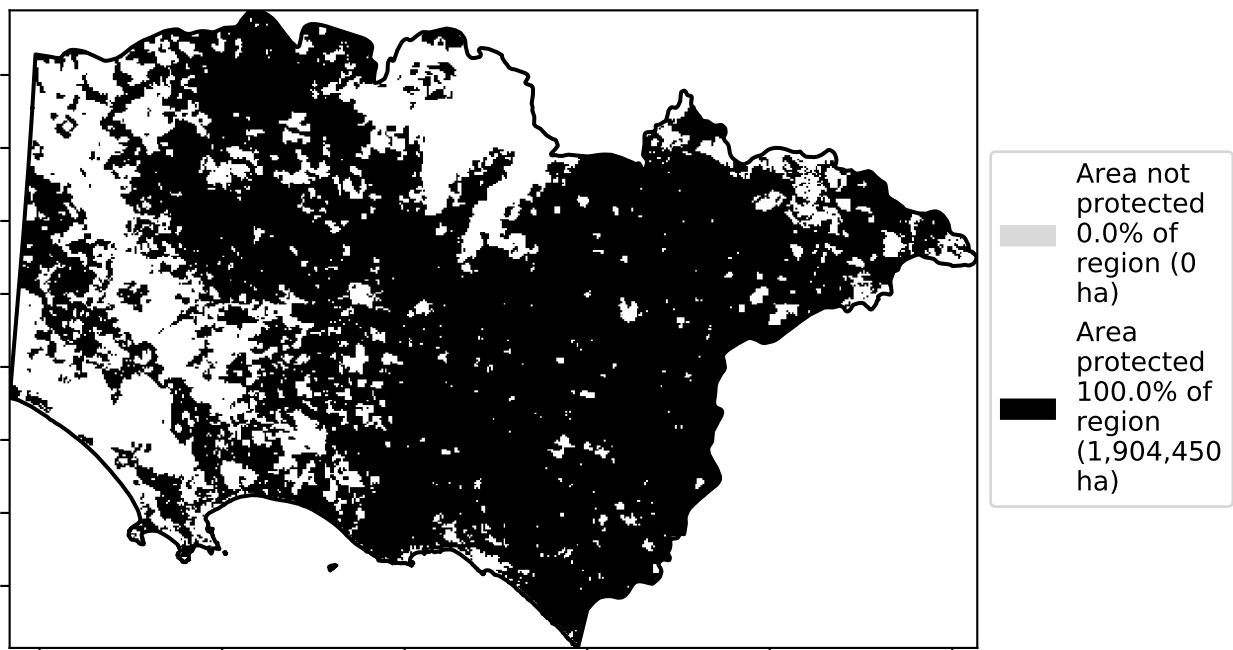 Area not
protected
0.0% of
region (0
ha)
Area
protected
100.0% of
region
(1,904,450
ha)